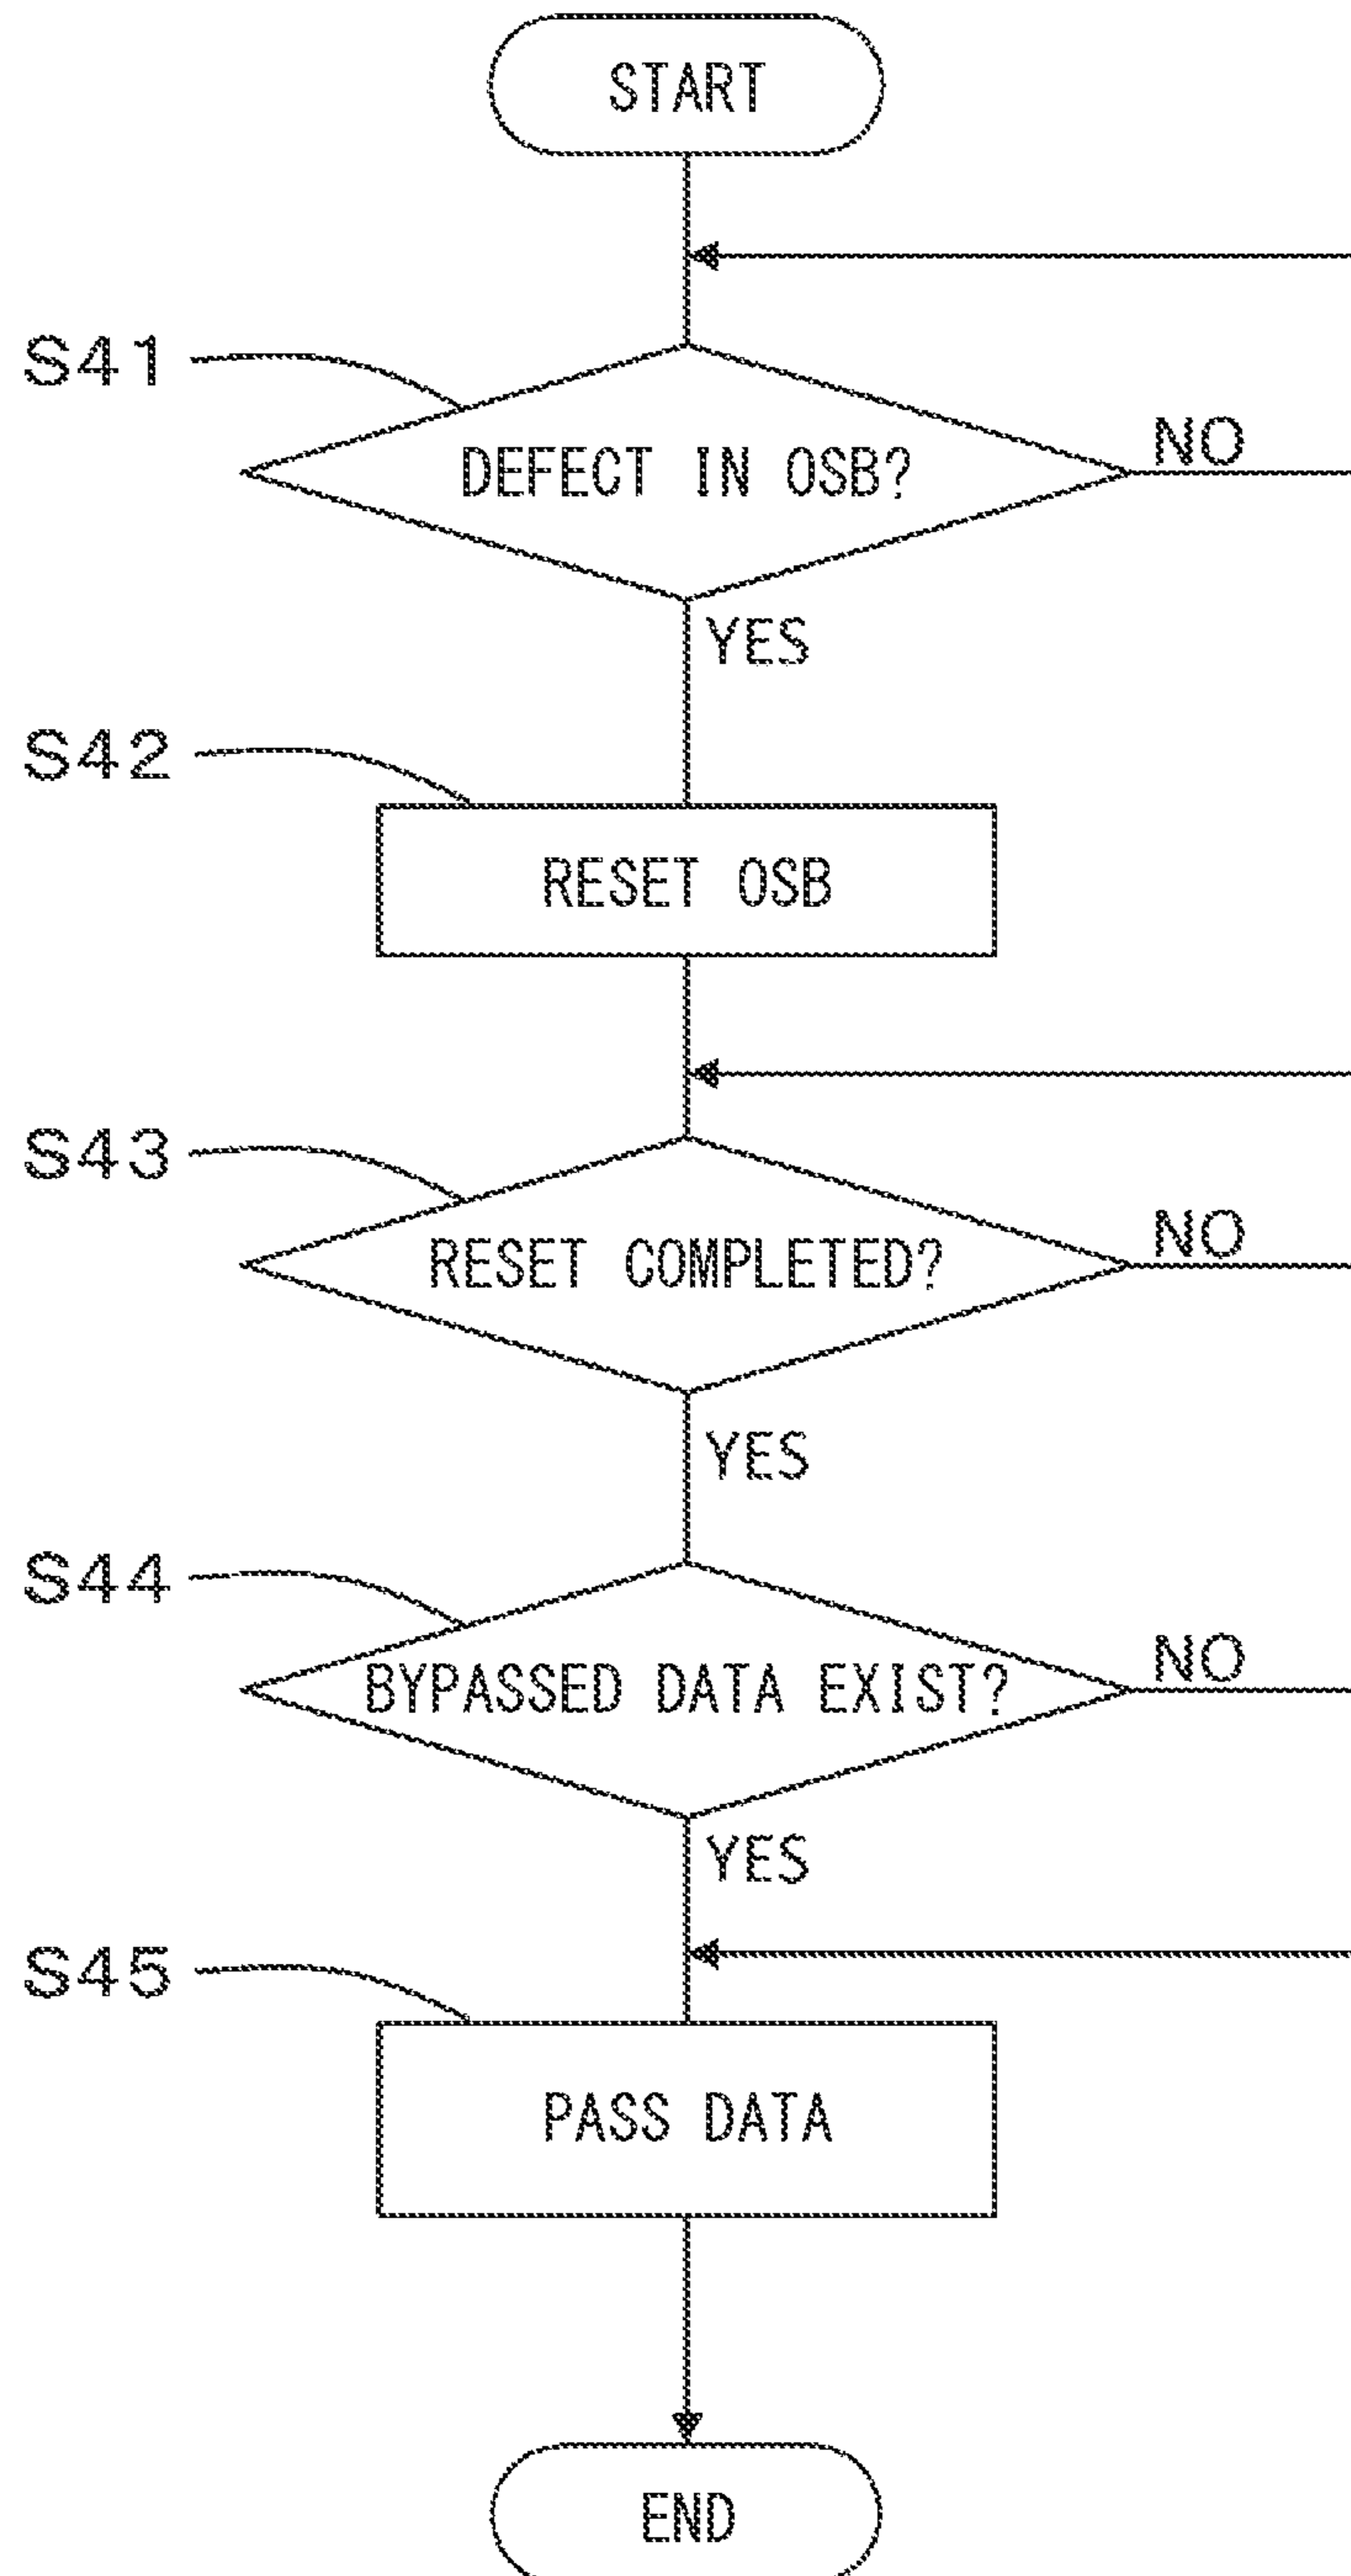 START
S41
DEFECT IN OSB?
NO
YES
S42
RESET OSB
S43
RESET COMPLETED?
NO
YES
S44
BYPASSED DATA EXIST?
NO
YES
S45
PASS DATA
END